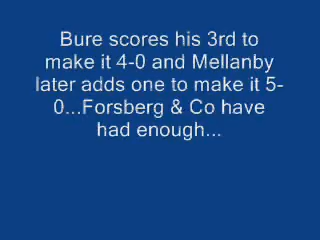 Bure scores his 3rd to
make it 4-0 and Mellanby
later adds one to make it 5-
0...Forsberg & Co have
had enough...